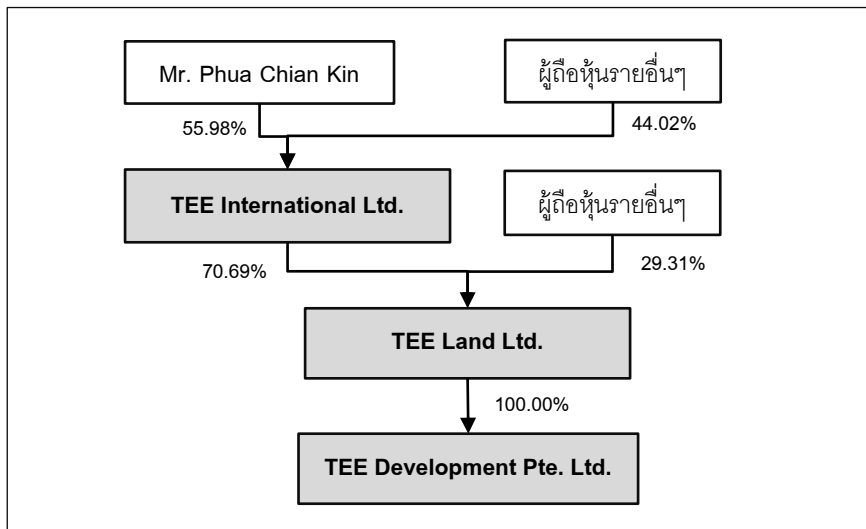 Mr. Phua Chian Kin
ผู้ถือหุ้นรายอื่นๆ
55.98%
44.02%
TEE International Ltd.
ผู้ถือหุ้นรายอื่นๆ
70.69%
29.31%
TEE Land Ltd.
100.00%
TEE Development Pte. Ltd.